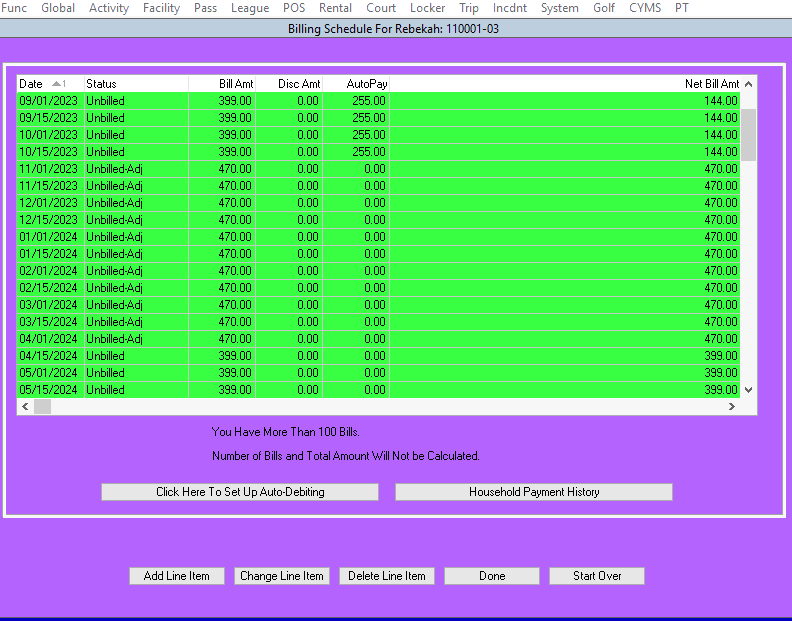 Func Global Activity Facility Pass League POS Rental Court Locker Trip Incdnt System Golf CYMS PT
Billing Schedule For Rebekah: 110001-03
Date 1 Status Bill Amt Disc Amt AutoPay Net Bill Amt
09/01/2023 Unbilled 399.00 0.00 255.00 144.00
09/15/2023 Unbilled 399.00 0.00 255.00 144.00
10/01/2023 Unbilled 399.00 0.00 255.00 144.00
10/15/2023 Unbilled 399.00 0.00 255.00 144.00
11/01/2023 Unbilled-Adj 470.00 0.00 0.00 470.00
11/15/2023 Unbilled-Adj 470.00 0.00 0.00 470.00
12/01/2023 Unbilled-Adj 470.00 0.00 0.00 470.00
12/15/2023 Unbilled-Adj 470.00 0.00 0.00 470.00
01/01/2024 Unbilled-Adj 470.00 0.00 0.00 470.00
01/15/2024 Unbilled-Adj 470.00 0.00 0.00 470.00
02/01/2024 Unbilled-Adj 470.00 0.00 0.00 470.00
02/15/2024 Unbilled-Adj 470.00 0.00 0.00 470.00
03/01/2024 Unbilled-Adj 470.00 0.00 0.00 470.00
03/15/2024 Unbilled-Adj 470.00 0.00 0.00 470.00
04/01/2024 Unbilled-Adj 470.00 0.00 0.00 470.00
04/15/2024 Unbilled 399.00 0.00 0.00 399.00
05/01/2024 Unbilled 399.00 0.00 0.00 399.00
05/15/2024 Unbilled 399.00 0.00 0.00 399.00
You Have More Than 100 Bills.
Number of Bills and Total Amount Will Not be Calculated.
Click Here To Set Up Auto-Debiting Household Payment History
Add Line Item Change Line Item Delete Line Item Done Start Over